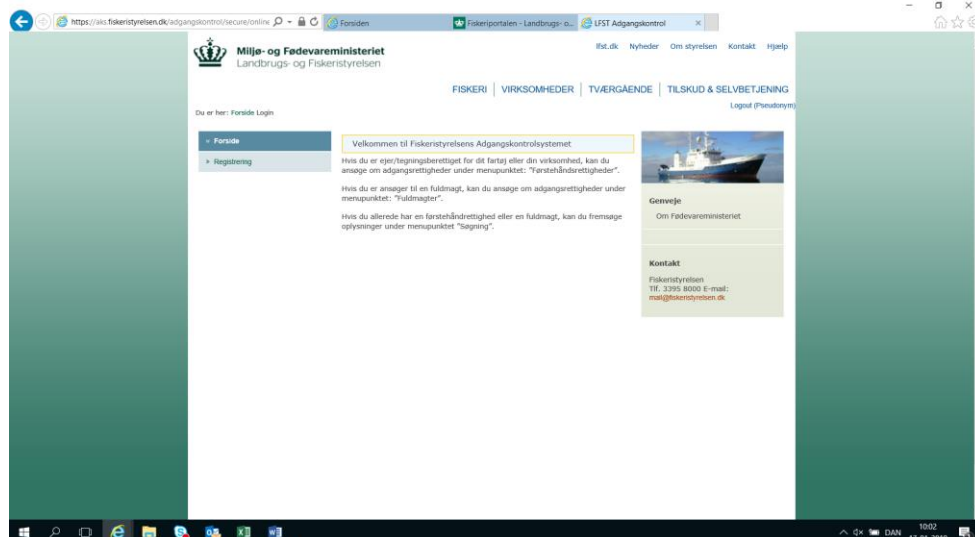 https://aks.fiskeristyrelsen.dk/adgangskontrol/secure/online
Forsiden
Fiskeriportalen - Landbrugs- o...
LFST Adgangskontrol
Miljø- og Fødevareministeriet
Landbrugs- og Fiskeristyrelsen
lfst.dk Nyheder Om styrelsen Kontakt Hjælp
FISKERI VIRKSOMHEDER TVÆRGÅENDE TILSKUD & SELVBETJENING
Logout (Pseudonym)
Du er her: Forside Login
Forside
Registrering
Velkommen til Fiskeristyrelsens Adgangskontrolsystemet
Hvis du er ejer/tegningsberettiget for dit fartøj eller din virksomhed, kan du
ansøge om adgangsrettigheder under menupunktet: "Førstehåndsrettigheder".
Hvis du er ansøger til en fuldmagt, kan du ansøge om adgangsrettigheder under
menupunktet: "Fuldmagter".
Hvis du allerede har en førstehåndrettighed eller en fuldmagt, kan du fremsøge
oplysninger under menupunktet "Søgning".
Genveje
Om Fødevareministeriet
Kontakt
Fiskeristyrelsen
Tlf. 3395 8000 E-mail:
mail@fiskeristyrelsen.dk
DAN
10:02